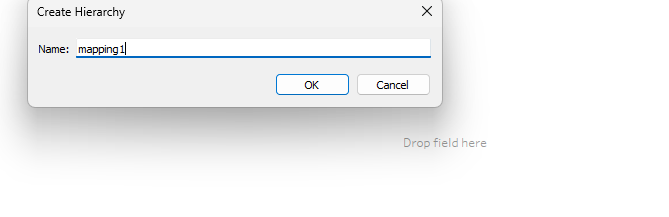 Create Hierarchy
Name: mapping1
OK Cancel
Drop field here